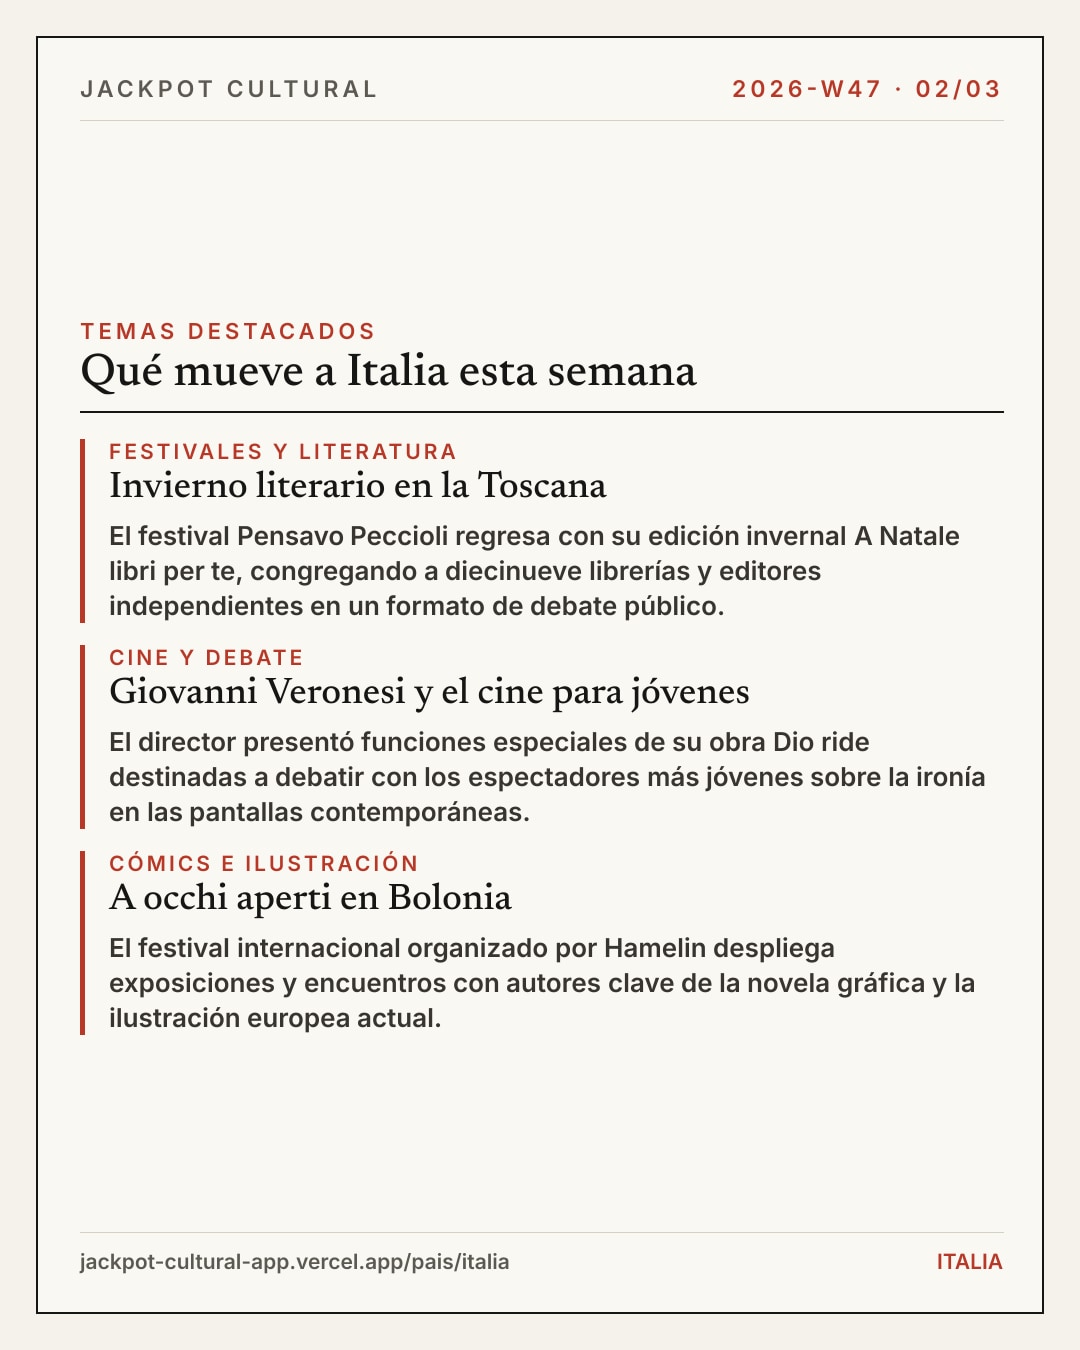 JACKPOT CULTURAL
2026-W47 · 02/03
TEMAS DESTACADOS
Qué mueve a Italia esta semana
FESTIVALES Y LITERATURA
Invierno literario en la Toscana
El festival Pensavo Peccioli regresa con su edición invernal A Natale
libri per te, congregando a diecinueve librerías y editores
independientes en un formato de debate público.
CINE Y DEBATE
Giovanni Veronesi y el cine para jóvenes
El director presentó funciones especiales de su obra Dio ride
destinadas a debatir con los espectadores más jóvenes sobre la ironía
en las pantallas contemporáneas.
CÓMICS E ILUSTRACIÓN
A occhi aperti en Bolonia
El festival internacional organizado por Hamelin despliega
exposiciones y encuentros con autores clave de la novela gráfica y la
ilustración europea actual.
jackpot-cultural-app.vercel.app/pais/italia
ITALIA